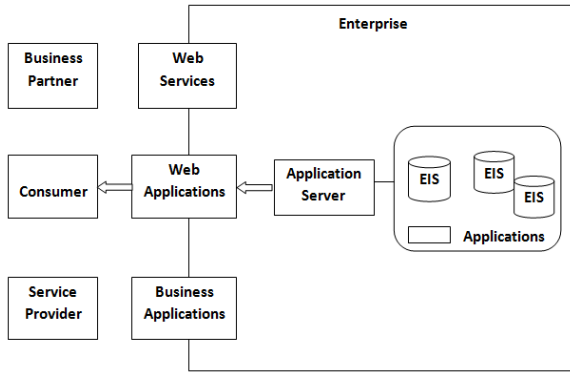 Enterprise
Business
Partner
Web
Services
Consumer
Web
Applications
Application
Server
EIS
EIS
EIS
Applications
Service
Provider
Business
Applications